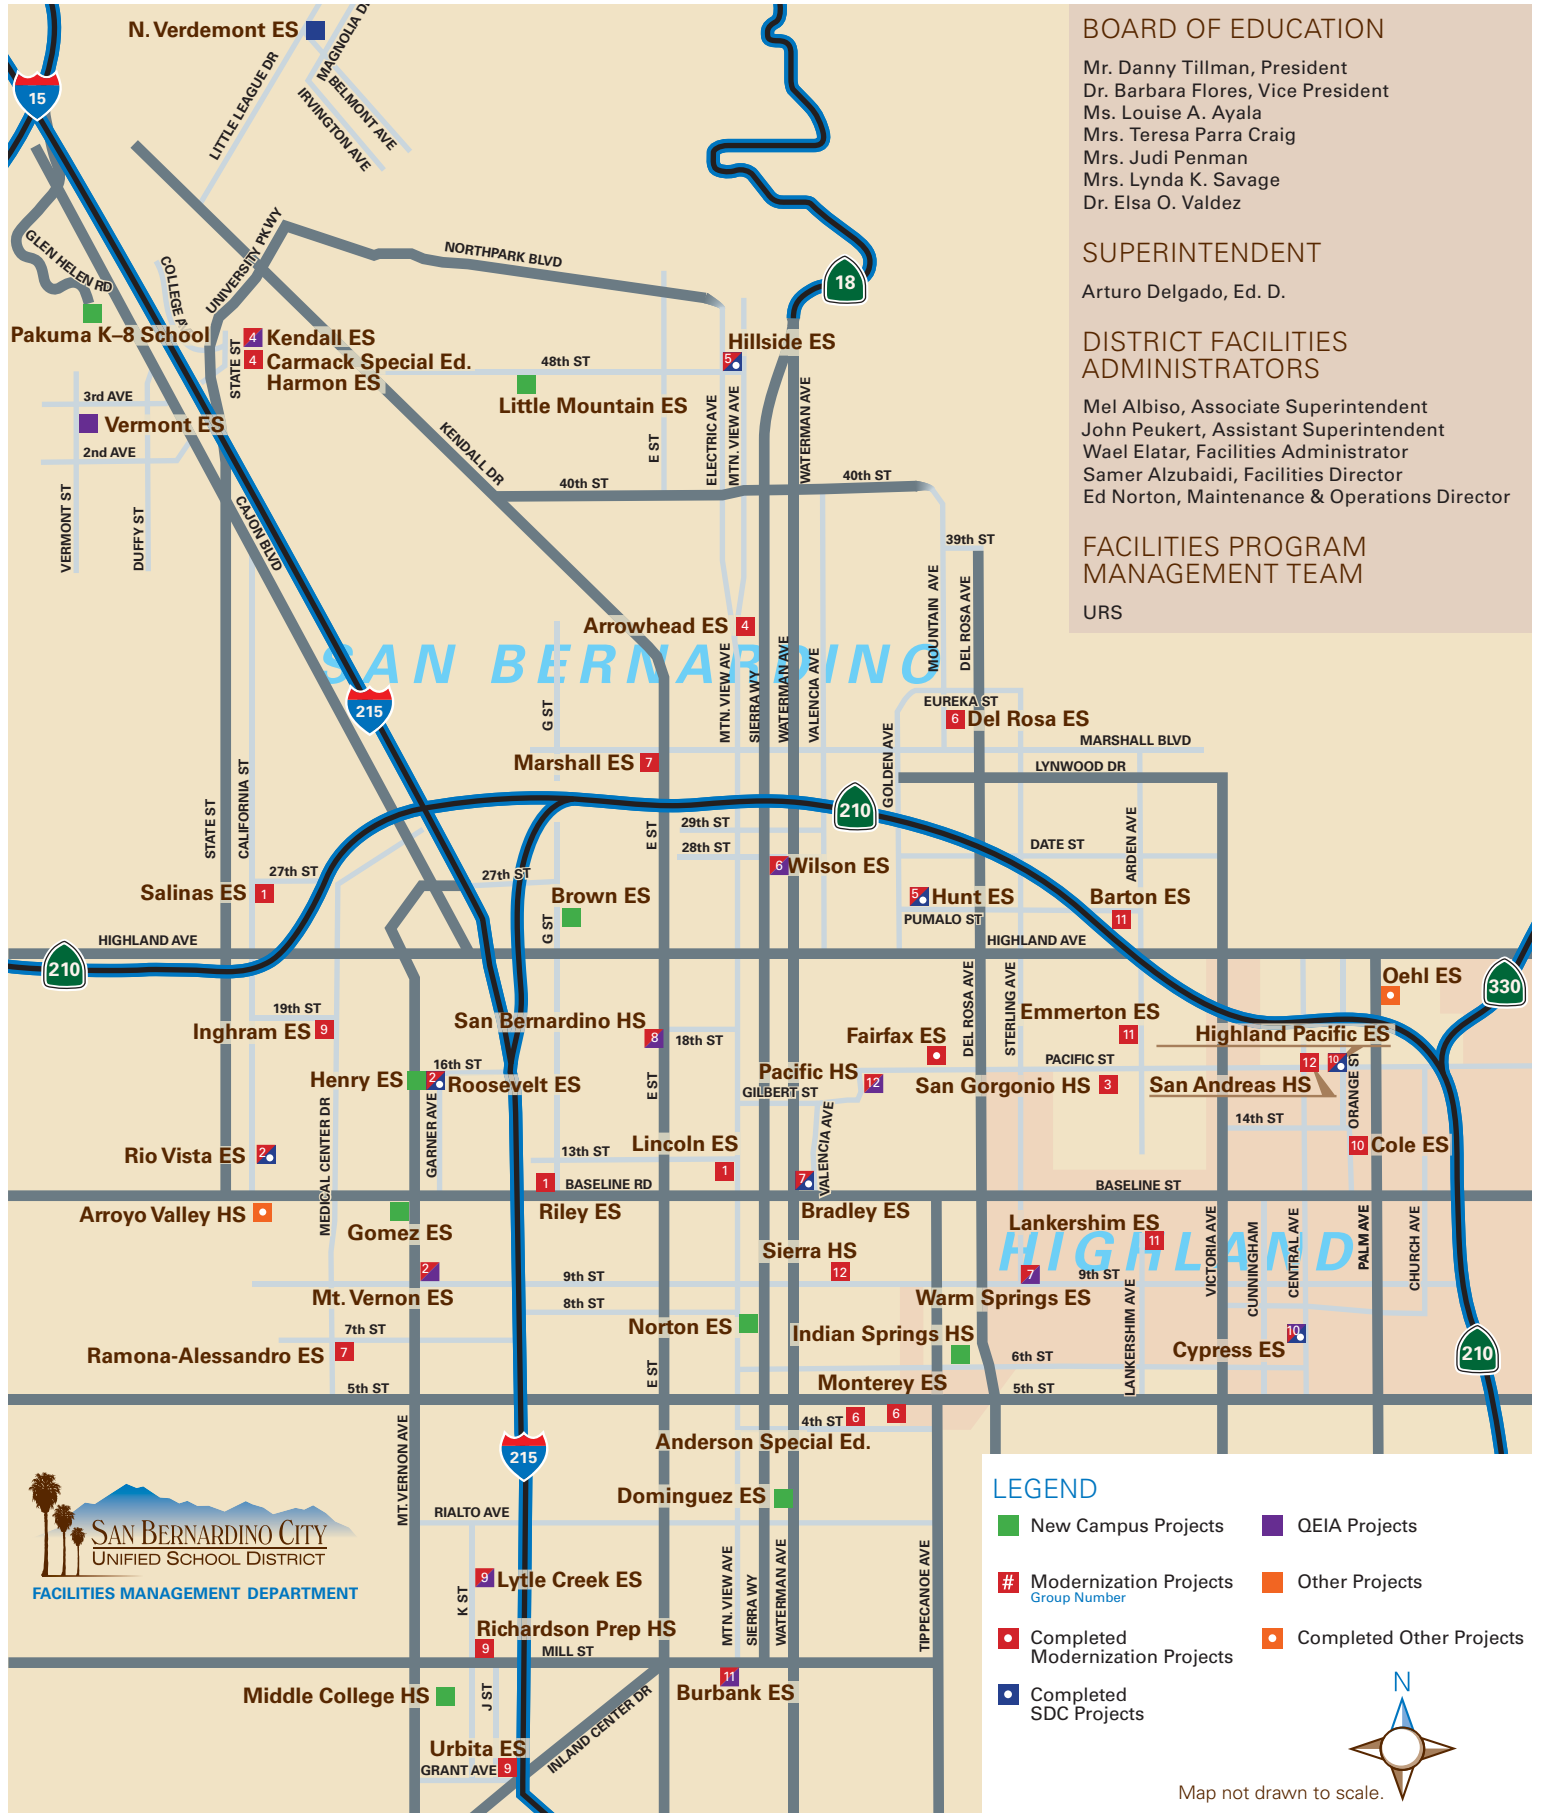 N. Verdemont ES
MAGNOLIA D
LITTLE LEAGUE DR
BELMONT AVE
IRVINGTON AVE
15
BOARD OF EDUCATION
Mr. Danny Tillman, President
Dr. Barbara Flores, Vice President
Ms. Louise A. Ayala
Mrs. Teresa Parra Craig
Mrs. Judi Penman
Mrs. Lynda K. Savage
Dr. Elsa O. Valdez
SUPERINTENDENT
Arturo Delgado, Ed. D.
DISTRICT FACILITIES
ADMINISTRATORS
Mel Albiso, Associate Superintendent
John Peukert, Assistant Superintendent
Wael Elatar, Facilities Administrator
Samer Alzubaidi, Facilities Director
Ed Norton, Maintenance & Operations Director
FACILITIES PROGRAM
MANAGEMENT TEAM
URS
GLEN HELEN RD
COLLEGE A
UNIVERSITY PKWY
NORTHPARK BLVD
18
Pakuma K–8 School
STATE ST
4 Kendall ES
4 Carmack Special Ed.
Harmon ES
48th ST
Little Mountain ES
Hillside ES
5
3rd AVE
Vermont ES
2nd AVE
VERMONT ST
DUFFY ST
CAJON BLVD
KENDALL DR
E ST
ELECTRIC AVE
MTN. VIEW AVE
WATERMAN AVE
40th ST
40th ST
39th ST
MOUNTAIN AVE
DEL ROSA AVE
Arrowhead ES 4
SAN BERNARDINO
215
G ST
MTN. VIEW AVE
SIERRA WY
WATERMAN AVE
VALENCIA AVE
EUREKA ST
6 Del Rosa ES
MARSHALL BLVD
LYNWOOD DR
Marshall ES 7
GOLDEN AVE
210
STATE ST
CALIFORNIA ST
E ST
29th ST
28th ST
DATE ST
ARDEN AVE
6 Wilson ES
27th ST
27th ST
Salinas ES 1
Brown ES
G ST
5 Hunt ES
PUMALO ST
Barton ES
11
HIGHLAND AVE
HIGHLAND AVE
210
Oehl ES
330
19th ST
Inghram ES 9
San Bernardino HS
8
18th ST
Fairfax ES
DEL ROSA AVE
STERLING AVE
Emmerton ES
11
Highland Pacific ES
16th ST
Henry ES
2 Roosevelt ES
E ST
Pacific HS
12
GILBERT ST
PACIFIC ST
San Gorgonio HS 3
12
10
San Andreas HS
ORANGE ST
MEDICAL CENTER DR
GARNER AVE
VALENCIA AVE
14th ST
10 Cole ES
Rio Vista ES 2
13th ST
Lincoln ES
1
1
BASELINE RD
7
BASELINE ST
Arroyo Valley HS
Gomez ES
Riley ES
Bradley ES
Lankershim ES
11
HIGHLAND
VICTORIA AVE
CUNNINGHAM
CENTRAL AVE
PALM AVE
CHURCH AVE
2
Mt. Vernon ES
9th ST
Sierra HS
12
7
Warm Springs ES
9th ST
LANKERSHIM AVE
8th ST
Norton ES
7th ST
Ramona-Alessandro ES 7
Indian Springs HS
10
Cypress ES
210
6th ST
5th ST
E ST
Monterey ES
5th ST
4th ST
6
6
Anderson Special Ed.
MT. VERNON AVE
215
SAN BERNARDINO CITY
UNIFIED SCHOOL DISTRICT
FACILITIES MANAGEMENT DEPARTMENT
Dominguez ES
RIALTO AVE
9 Lytle Creek ES
K ST
MTN. VIEW AVE
SIERRA WY
WATERMAN AVE
TIPPECANOE AVE
Richardson Prep HS
9
MILL ST
11
Burbank ES
Middle College HS
J ST
INLAND CENTER DR
Urbita ES
GRANT AVE 9
LEGEND
New Campus Projects
QEIA Projects
# Modernization Projects
Group Number
Other Projects
Completed
Modernization Projects
Completed Other Projects
Completed
SDC Projects
N
Map not drawn to scale.